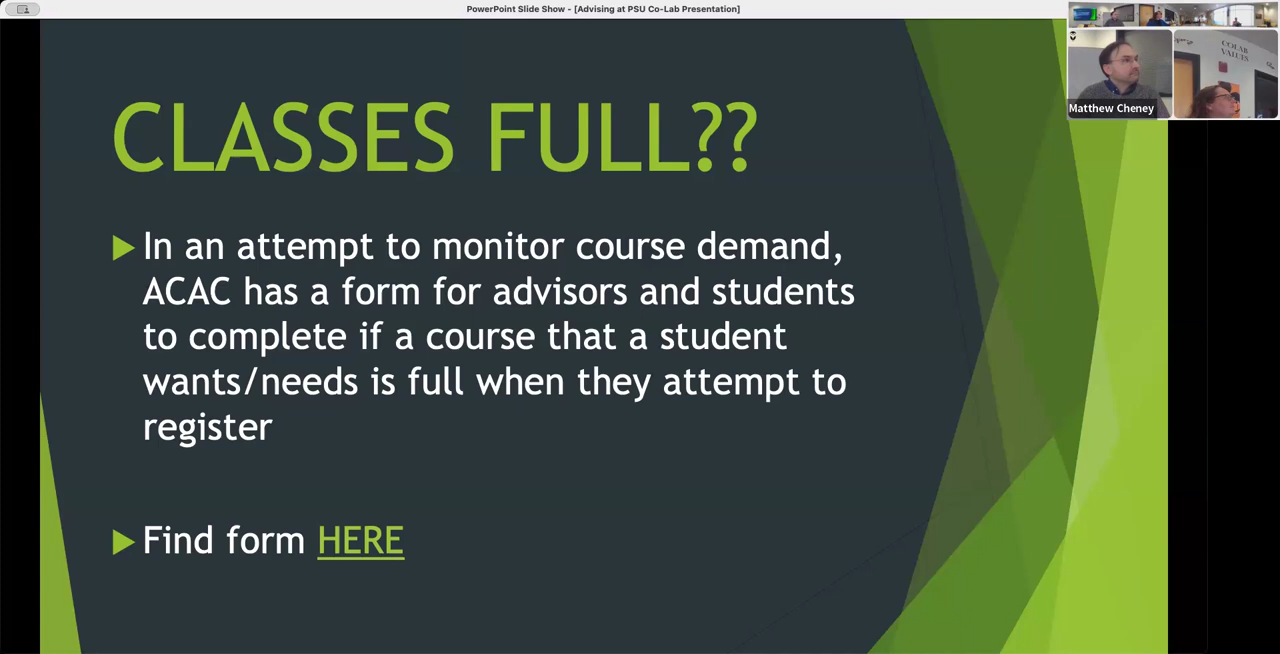 PowerPoint Slide Show - [Advising at PSU Co-Lab Presentation]
CLASSES FULL??
In an attempt to monitor course demand,
ACAC has a form for advisors and students
to complete if a course that a student
wants/needs is full when they attempt to
register
Find form HERE
Matthew Cheney
COLAB
VALUES